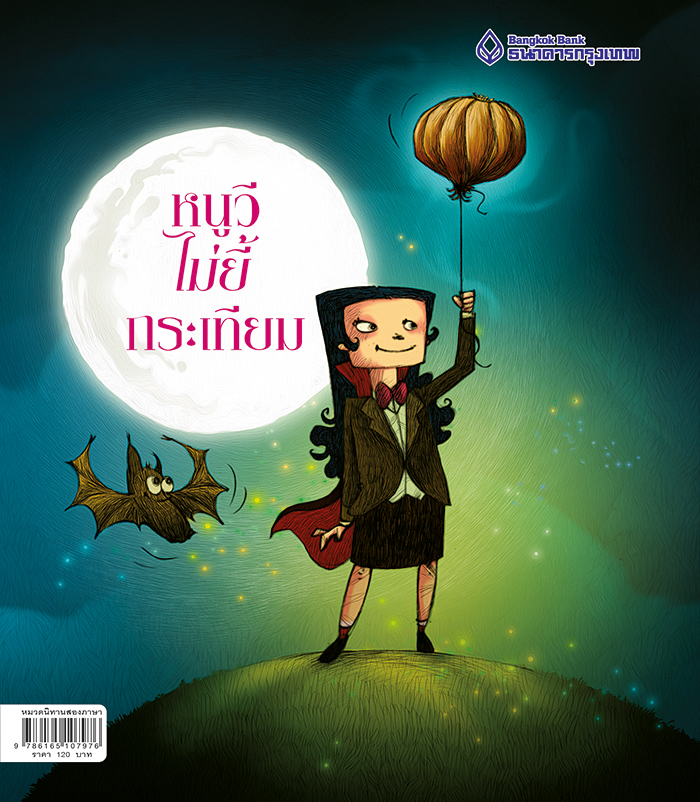 Bangkok Bank
ธนาคารกรุงเทพ
หนูวี
ไม่ยี้
กระเทียม
หมวดนิทานสองภาษา
9 786165 107976
ราคา 120 บาท